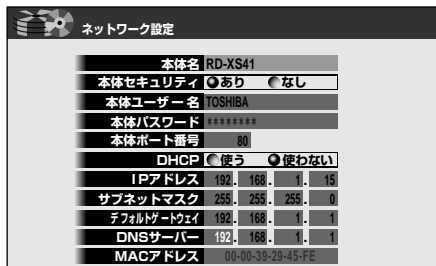 ネットワーク設定
本体名 RD-XS41
本体セキュリティ あり なし
本体ユーザー名 TOSHIBA
本体パスワード ********
本体ポート番号 80
DHCP 使う 使わない
IPアドレス 192. 168. 1. 15
サブネットマスク 255. 255. 255. 0
デフォルトゲートウェイ 192. 168. 1. 1
DNSサーバー 192. 168. 1. 1
MACアドレス 00-00-39-29-45-FE